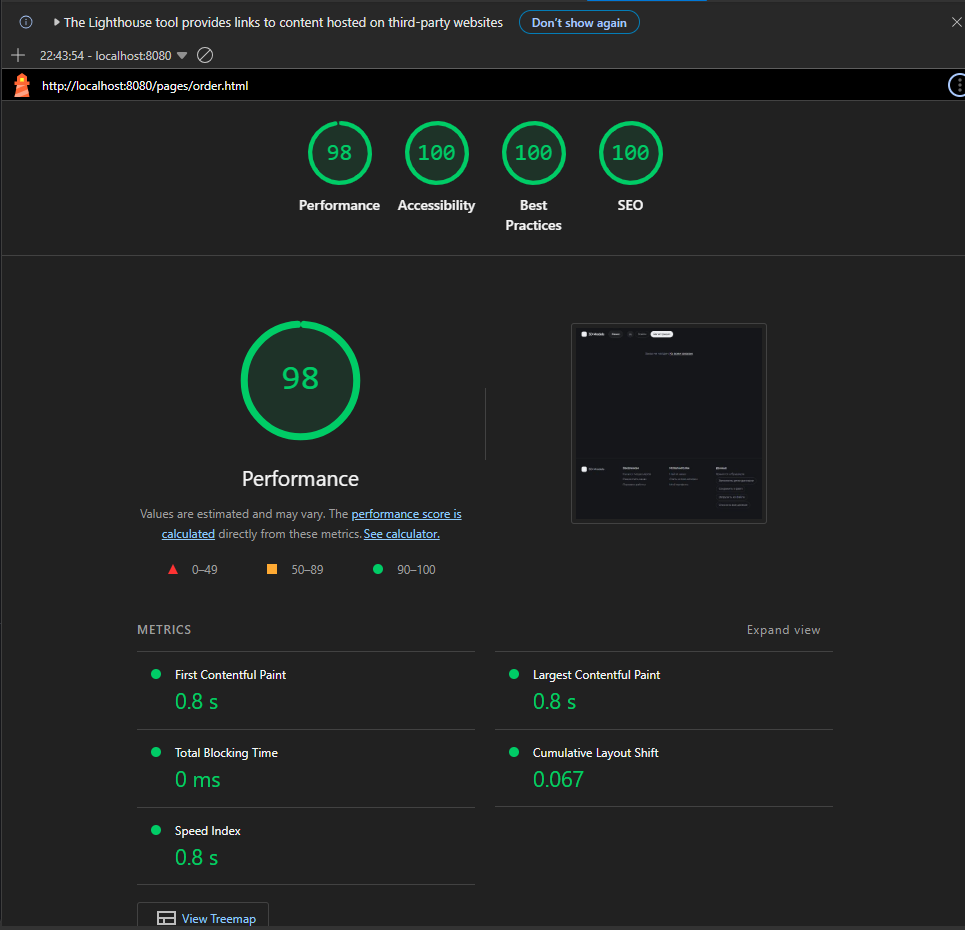 The Lighthouse tool provides links to content hosted on third-party websites
Don't show again
22:43:54 - localhost:8080
http://localhost:8080/pages/order.html
98
100
100
100
Performance
Accessibility
Best
Practices
SEO
98
Performance
Values are estimated and may vary. The performance score is
calculated directly from these metrics. See calculator.
0–49
50–89
90–100
METRICS
Expand view
First Contentful Paint
0.8 s
Largest Contentful Paint
0.8 s
Total Blocking Time
0 ms
Cumulative Layout Shift
0.067
Speed Index
0.8 s
View Treemap